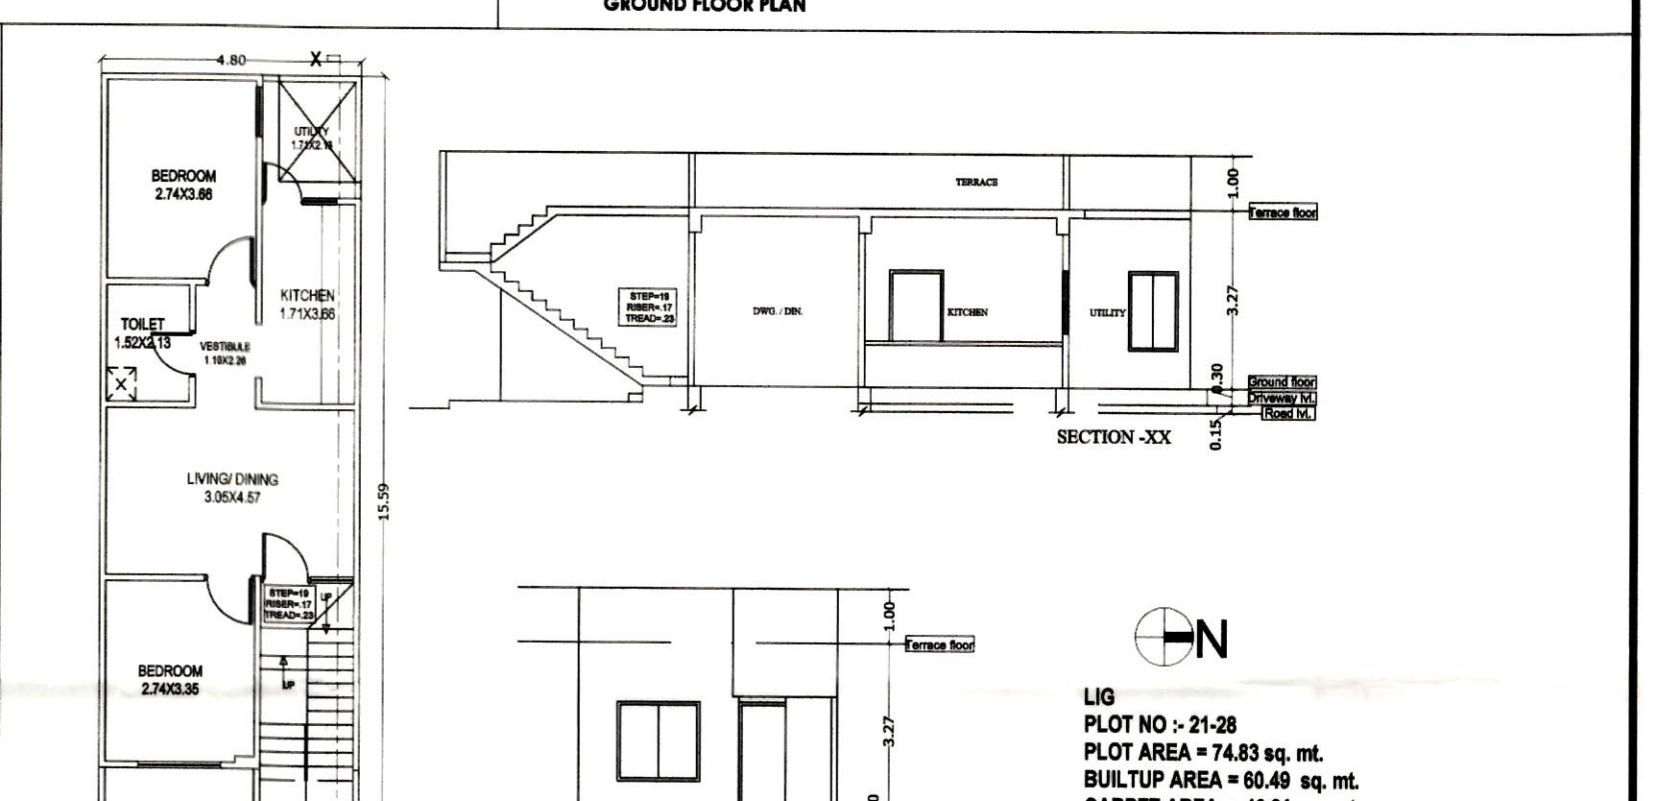 GROUND FLOOR PLAN
4.80
X
UTILITY
BEDROOM
2.74X3.66
KITCHEN
1.71X3.66
TOILET
1.52X2.13
VESTIBULE
X
LIVING/ DINING
3.05X4.57
15.59
STEP=19
RISER=.17
TREAD=.23
UP
UP
BEDROOM
2.74X3.35
TERRACE
1.00
Terrace floor
STEP=19
RISER=.17
TREAD=.23
DWG. / DIN.
KITCHEN
UTILITY
3.27
0.30
Ground floor
Driveway lvl.
Road lvl.
0.15
SECTION -XX
1.00
Terrace floor
3.27
N
LIG
PLOT NO :- 21-28
PLOT AREA = 74.83 sq. mt.
BUILTUP AREA = 60.49 sq. mt.